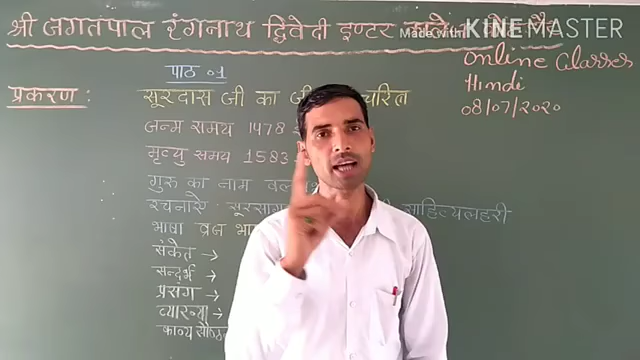 श्री जगतपाल रंगनाथ द्विवेदी इण्टर
Made with KINEMASTER
Online Classes
Hindi
08/07/2020
पाठ 01
प्रकरण :
सूरदास जी का
जन्म समय 1478
मृत्यु समय 1583
गुरु का नाम
रचनाएँ साहित्यलहरी
भाषा ब्रज
संकेत →
सन्दर्भ →
प्रसंग →
व्याख्या →
काव्य